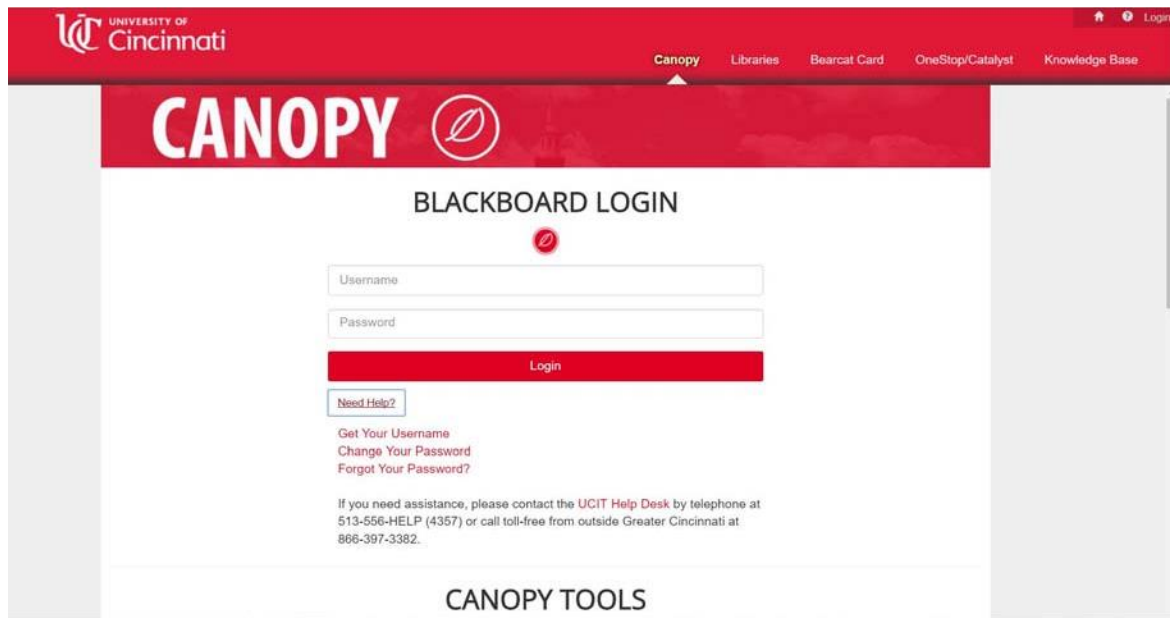 UNIVERSITY OF
Cincinnati
Login
Canopy Libraries Bearcat Card OneStop/Catalyst Knowledge Base
CANOPY
BLACKBOARD LOGIN
Username
Password
Login
Need Help?
Get Your Username
Change Your Password
Forgot Your Password?
If you need assistance, please contact the UCIT Help Desk by telephone at
513-556-HELP (4357) or call toll-free from outside Greater Cincinnati at
866-397-3382.
CANOPY TOOLS